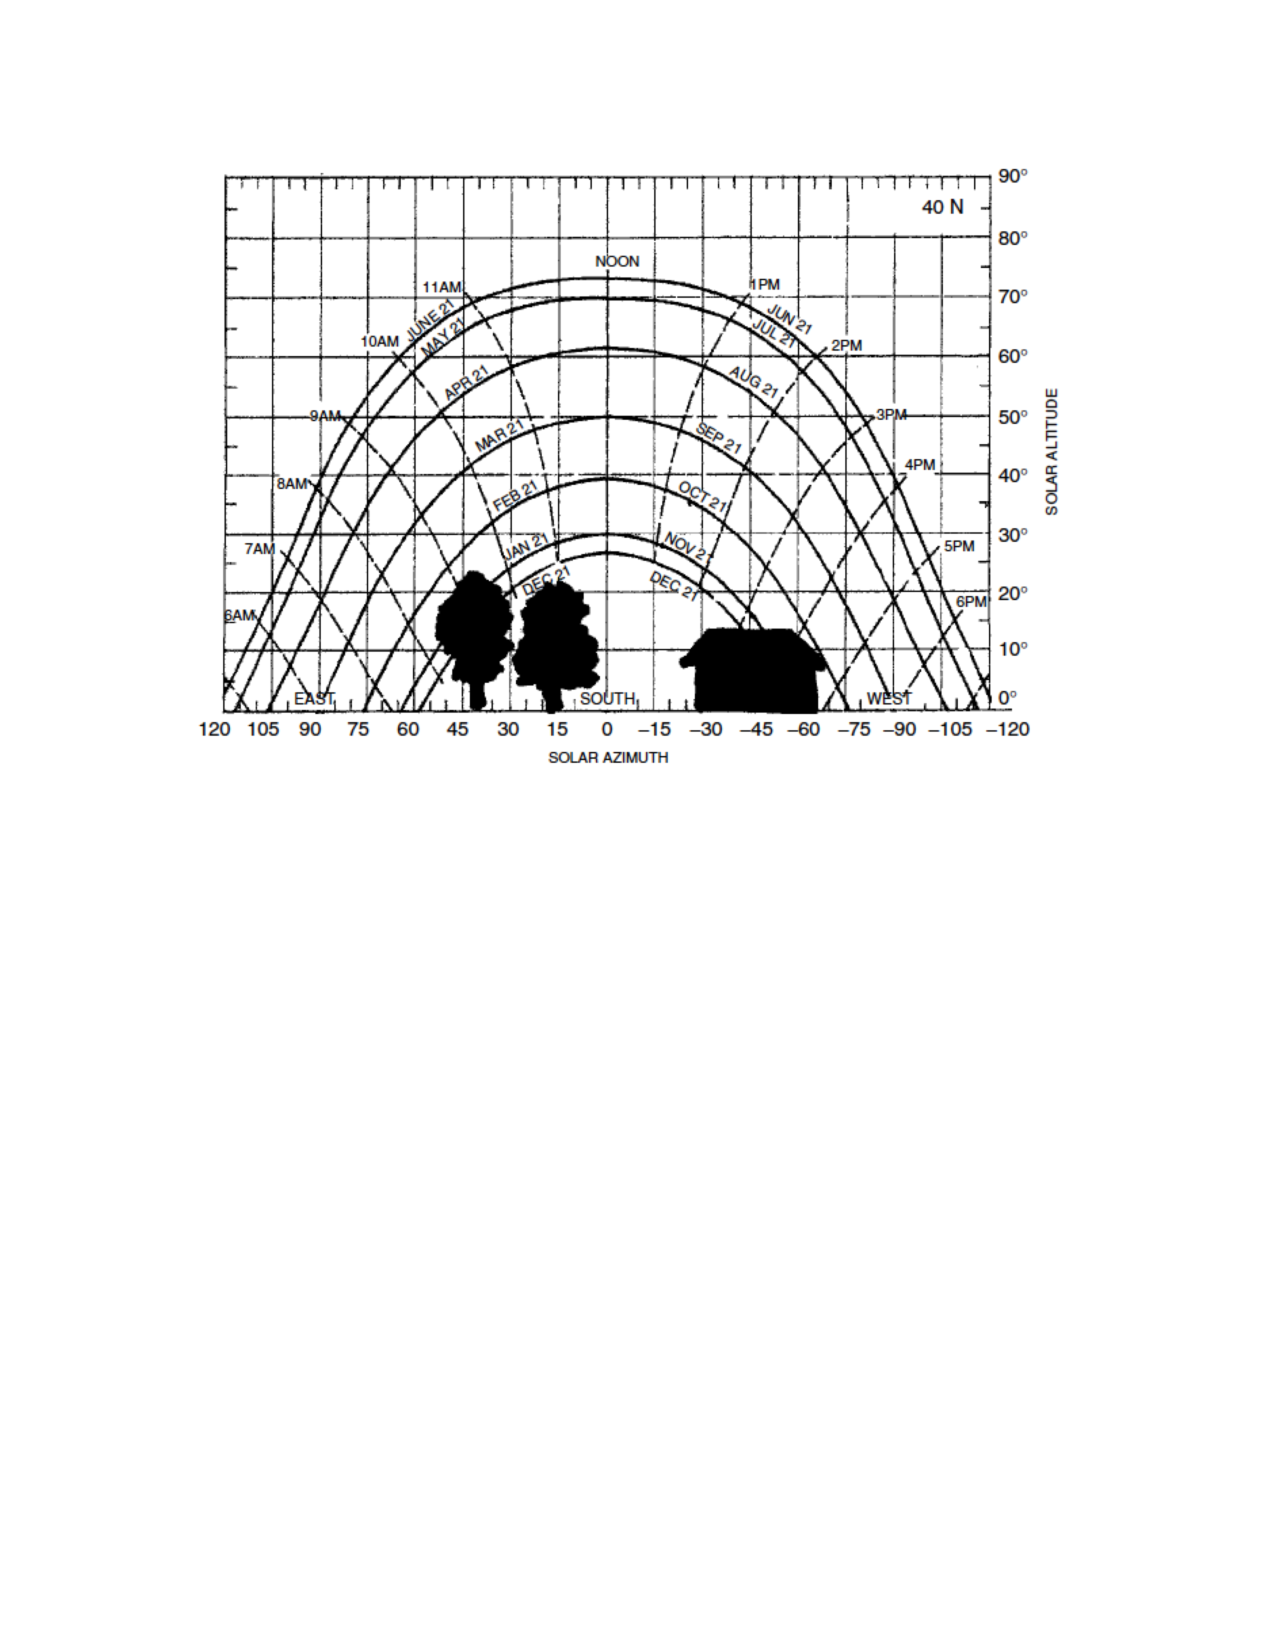 90°
40 N
80°
NOON
11AM
1PM
70°
JUNE 21
JUN 21
MAY 21
JUL 21
10AM
2PM
60°
APR 21
AUG 21
9AM
3PM
50°
MAR 21
SEP 21
4PM
40°
8AM
FEB 21
OCT 21
SOLAR ALTITUDE
7AM
JAN 21
NOV 2
5PM
30°
DEC 21
DEC 21
20°
6AM
6PM
10°
EAST
SOUTH
WEST
0°
120 105 90 75 60 45 30 15 0 –15 –30 –45 –60 –75 –90 –105 –120
SOLAR AZIMUTH